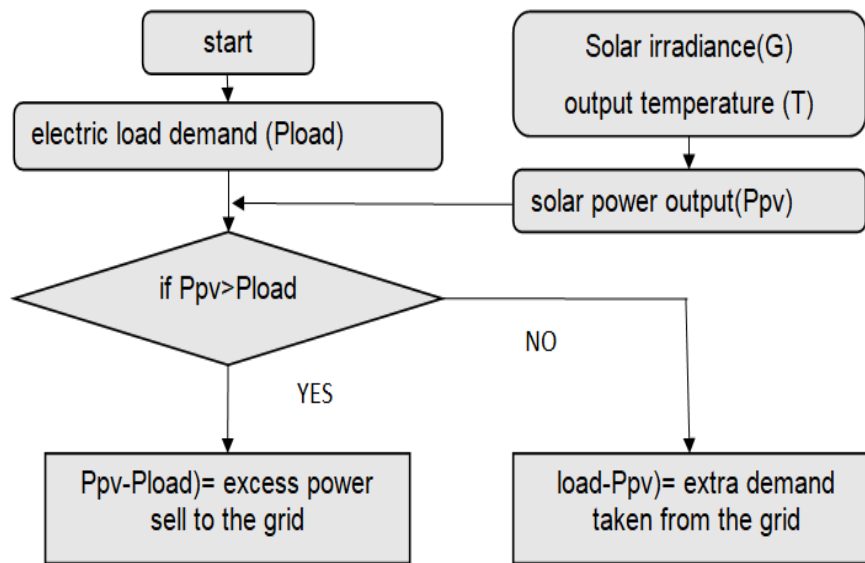 start
Solar irradiance(G)
output temperature (T)
electric load demand (Pload)
solar power output(Ppv)
if Ppv>Pload
NO
YES
Ppv-Pload)= excess power
sell to the grid
load-Ppv)= extra demand
taken from the grid